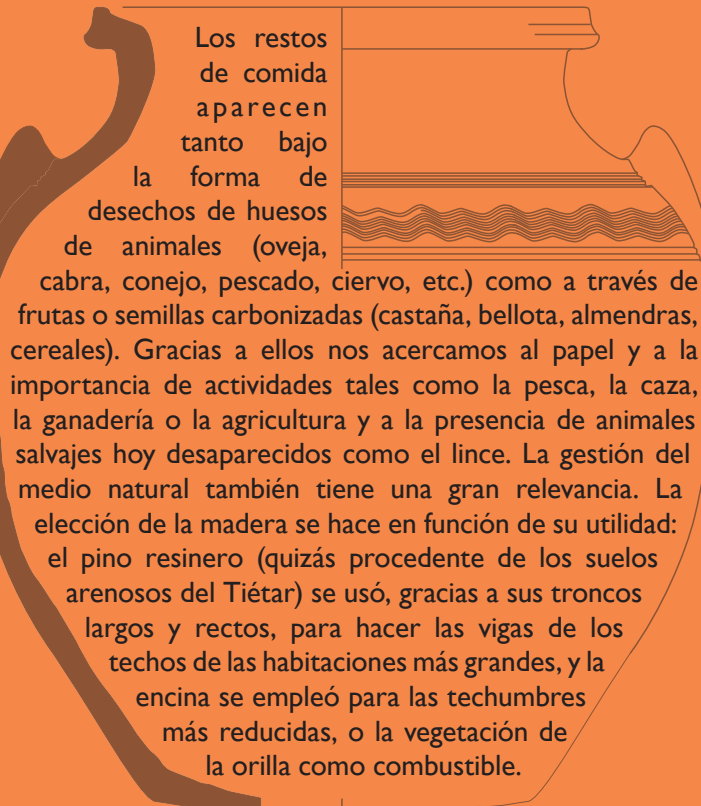 Los restos
de comida
aparecen
tanto bajo
la forma de
desechos de huesos
de animales (oveja,
cabra, conejo, pescado, ciervo, etc.) como a través de
frutas o semillas carbonizadas (castaña, bellota, almendras,
cereales). Gracias a ellos nos acercamos al papel y a la
importancia de actividades tales como la pesca, la caza,
la ganadería o la agricultura y a la presencia de animales
salvajes hoy desaparecidos como el lince. La gestión del
medio natural también tiene una gran relevancia. La
elección de la madera se hace en función de su utilidad:
el pino resinero (quizás procedente de los suelos
arenosos del Tiétar) se usó, gracias a sus troncos
largos y rectos, para hacer las vigas de los
techos de las habitaciones más grandes, y la
encina se empleó para las techumbres
más reducidas, o la vegetación de
la orilla como combustible.